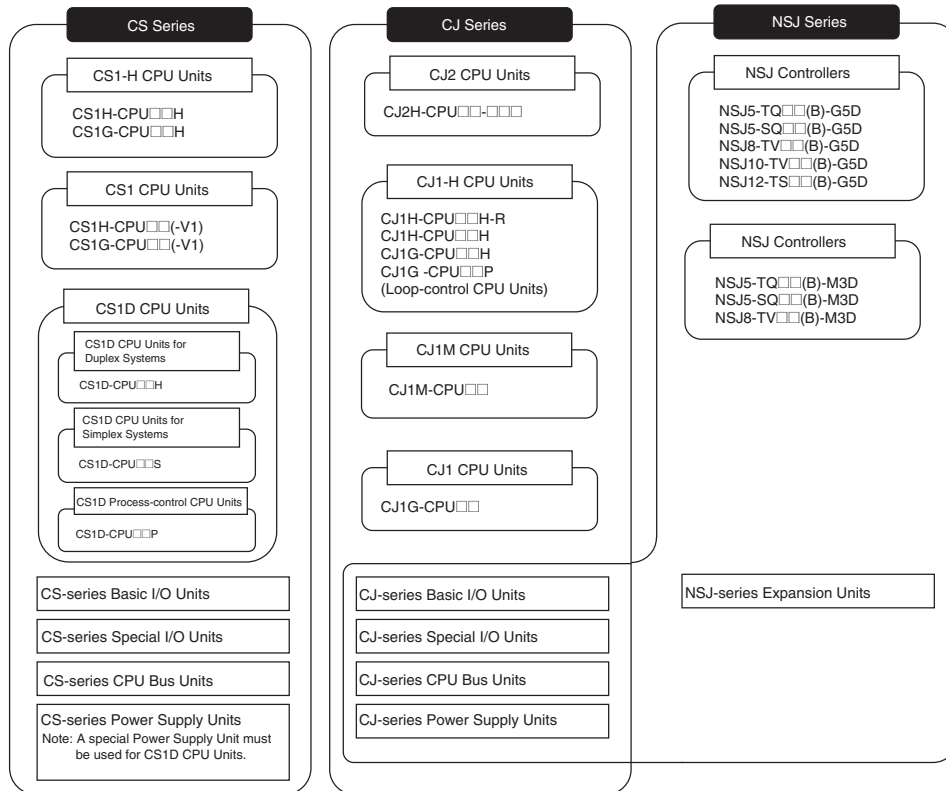 CS Series
CS1-H CPU Units
CS1H-CPU□□H
CS1G-CPU□□H
CS1 CPU Units
CS1H-CPU□□(-V1)
CS1G-CPU□□(-V1)
CS1D CPU Units
CS1D CPU Units for
Duplex Systems
CS1D-CPU□□H
CS1D CPU Units for
Simplex Systems
CS1D-CPU□□S
CS1D Process-control CPU Units
CS1D-CPU□□P
CS-series Basic I/O Units
CS-series Special I/O Units
CS-series CPU Bus Units
CS-series Power Supply Units
Note: A special Power Supply Unit must
be used for CS1D CPU Units.
CJ Series
CJ2 CPU Units
CJ2H-CPU□□-□□□
CJ1-H CPU Units
CJ1H-CPU□□H-R
CJ1H-CPU□□H
CJ1G-CPU□□H
CJ1G -CPU□□P
(Loop-control CPU Units)
CJ1M CPU Units
CJ1M-CPU□□
CJ1 CPU Units
CJ1G-CPU□□
CJ-series Basic I/O Units
CJ-series Special I/O Units
CJ-series CPU Bus Units
CJ-series Power Supply Units
NSJ Series
NSJ Controllers
NSJ5-TQ□□(B)-G5D
NSJ5-SQ□□(B)-G5D
NSJ8-TV□□(B)-G5D
NSJ10-TV□□(B)-G5D
NSJ12-TS□□(B)-G5D
NSJ Controllers
NSJ5-TQ□□(B)-M3D
NSJ5-SQ□□(B)-M3D
NSJ8-TV□□(B)-M3D
NSJ-series Expansion Units